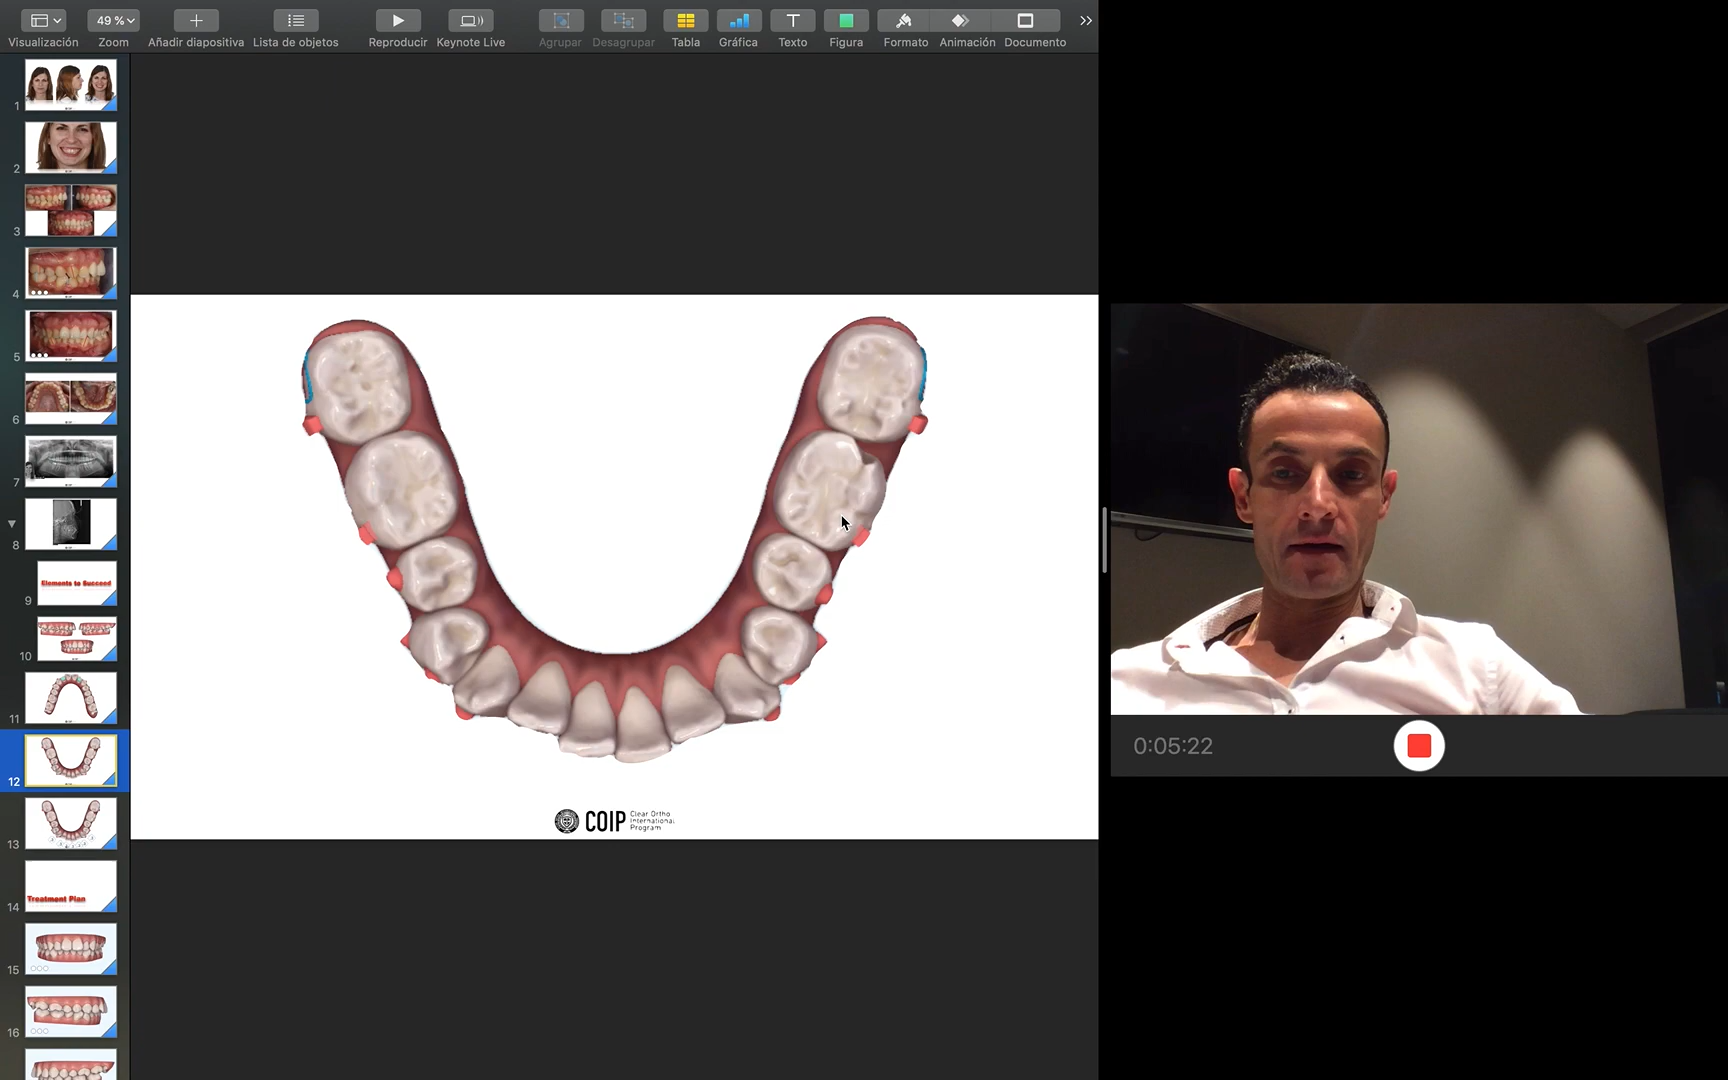 49 %
Visualización
Zoom
Añadir diapositiva
Lista de objetos
Reproducir
Keynote Live
Agrupar
Desagrupar
Tabla
Gráfica
T
Texto
Figura
Formato
Animación
Documento
1
2
3
4
5
6
7
8
Elements to Succeed
9
10
11
12
13
Treatment Plan
14
15
16
COIP
Clear Ortho
International
Program
0:05:22